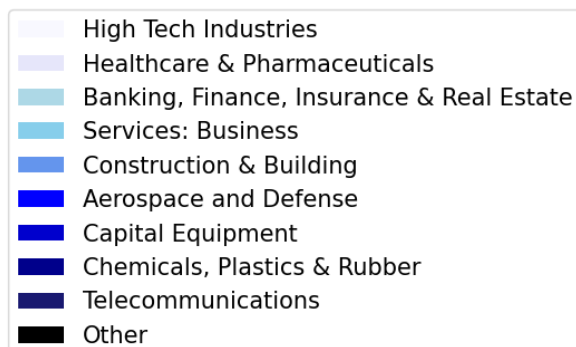 High Tech Industries
Healthcare & Pharmaceuticals
Banking, Finance, Insurance & Real Estate
Services: Business
Construction & Building
Aerospace and Defense
Capital Equipment
Chemicals, Plastics & Rubber
Telecommunications
Other